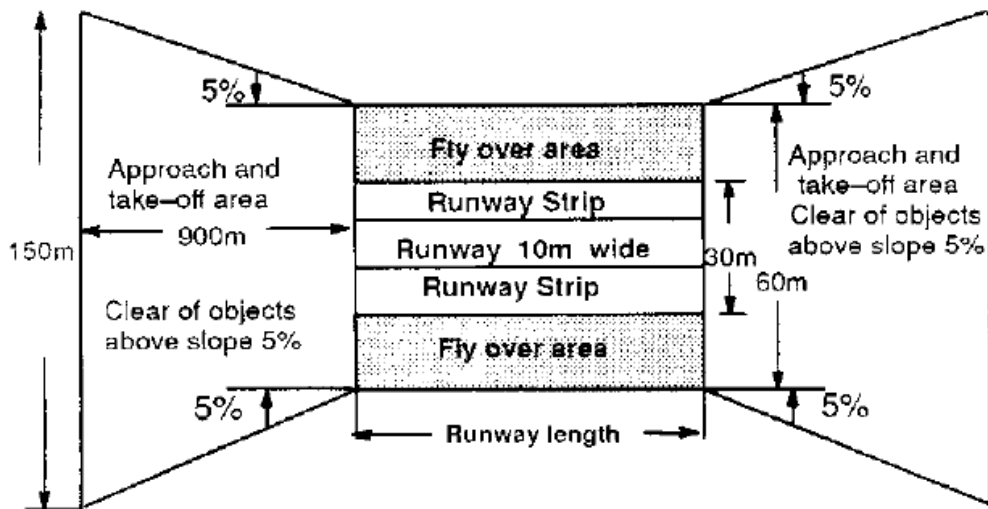 5%
5%
Fly over area
Approach and
take–off area
900m
150m
Runway Strip
Runway 10m wide
Runway Strip
30m
60m
Approach and
take–off area
Clear of objects
above slope 5%
Clear of objects
above slope 5%
Fly over area
5%
5%
Runway length